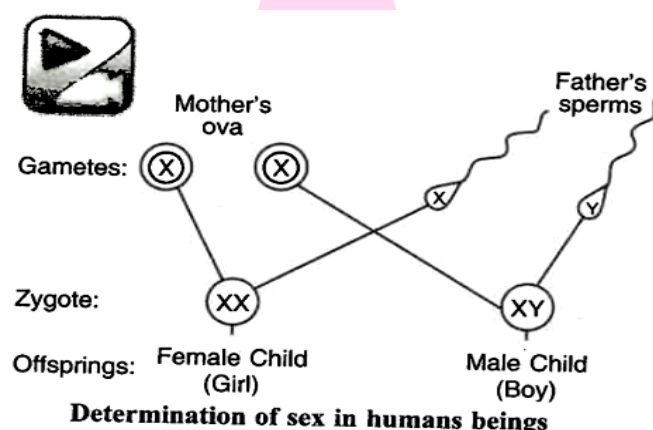 Mother's
ova
Father's
sperms
Gametes: X X X Y
Zygote: XX XY
Offsprings: Female Child
(Girl)
Male Child
(Boy)
Determination of sex in humans beings